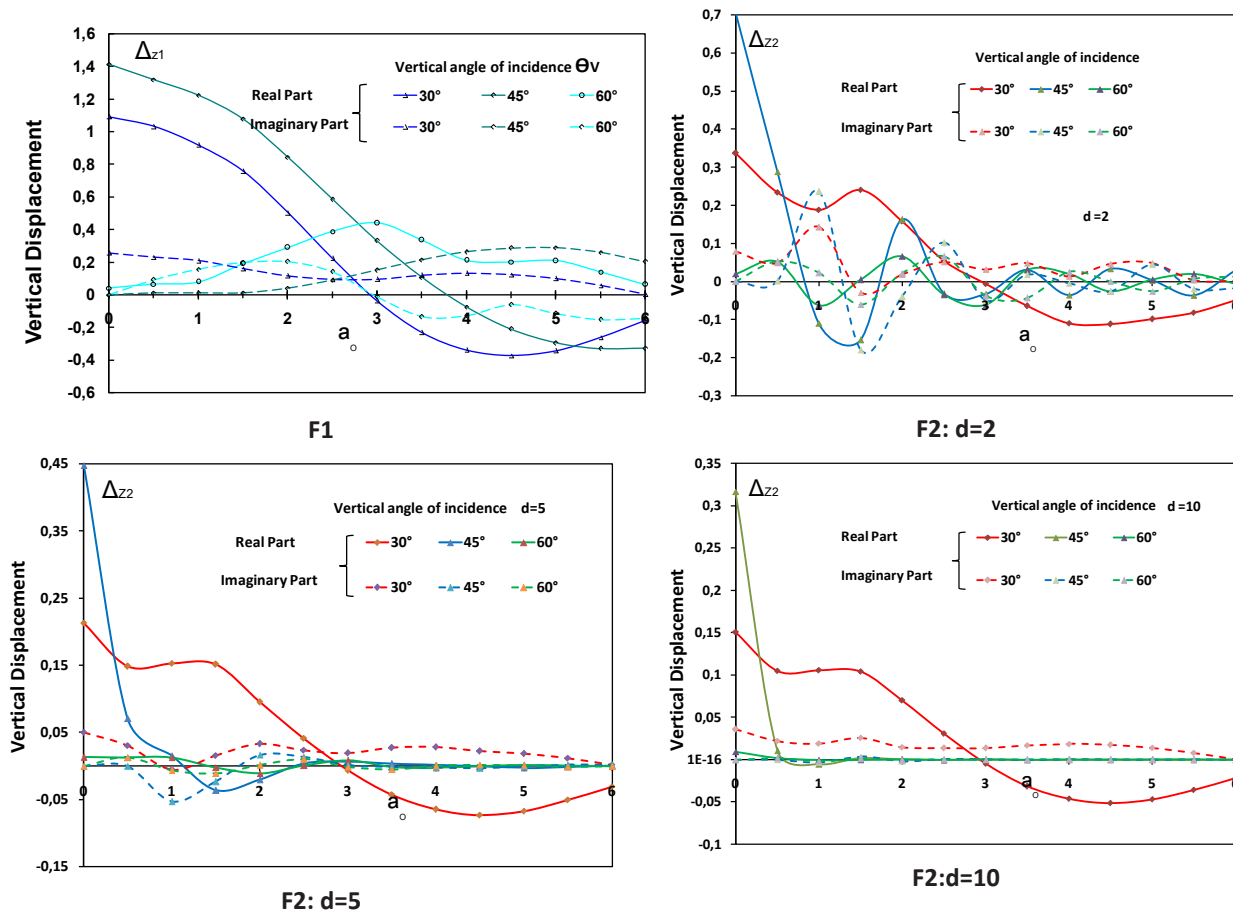 1,6
1,4
1,2
1
0,8
0,6
0,4
0,2
0
-0,2
-0,4
-0,6
Vertical Displacement
Δz1
Vertical angle of incidence ϴv
Real Part
30° 45° 60°
Imaginary Part
30° 45° 60°
0 1 2 3 4 5 6
ao
F1
0,7
0,6
0,5
0,4
0,3
0,2
0,1
0
-0,1
-0,2
-0,3
Vertical Displacement
ΔZ2
Vertical angle of incidence
Real Part
30° 45° 60°
Imaginary Part
30° 45° 60°
d=2
0 1 2 3 4 5 6
ao
F2: d=2
0,45
0,35
0,25
0,15
0,05
-0,05
-0,15
Vertical Displacement
ΔZ2
Vertical angle of incidence d=5
Real Part
30° 45° 60°
Imaginary Part
30° 45° 60°
0 1 2 3 4 5 6
ao
F2: d=5
0,35
0,3
0,25
0,2
0,15
0,1
0,05
1E-16
-0,05
-0,1
Vertical Displacement
ΔZ2
Vertical angle of incidence d =10
Real Part
30° 45° 60°
Imaginary Part
30° 45° 60°
0 1 2 3 4 5 6
ao
F2:d=10